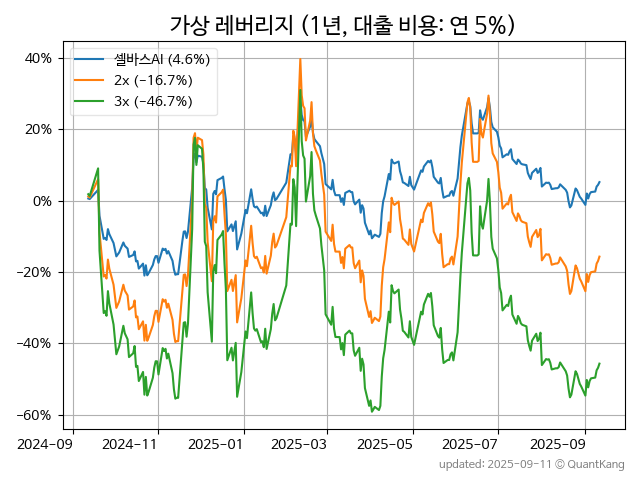 가상 레버리지 (1년, 대출 비용: 연 5%)
셀바스AI (4.6%)
2x (−16.7%)
3x (−46.7%)
40%
20%
0%
−20%
−40%
−60%
2024-09 2024-11 2025-01 2025-03 2025-05 2025-07 2025-09
updated: 2025-09-11 © QuantKang